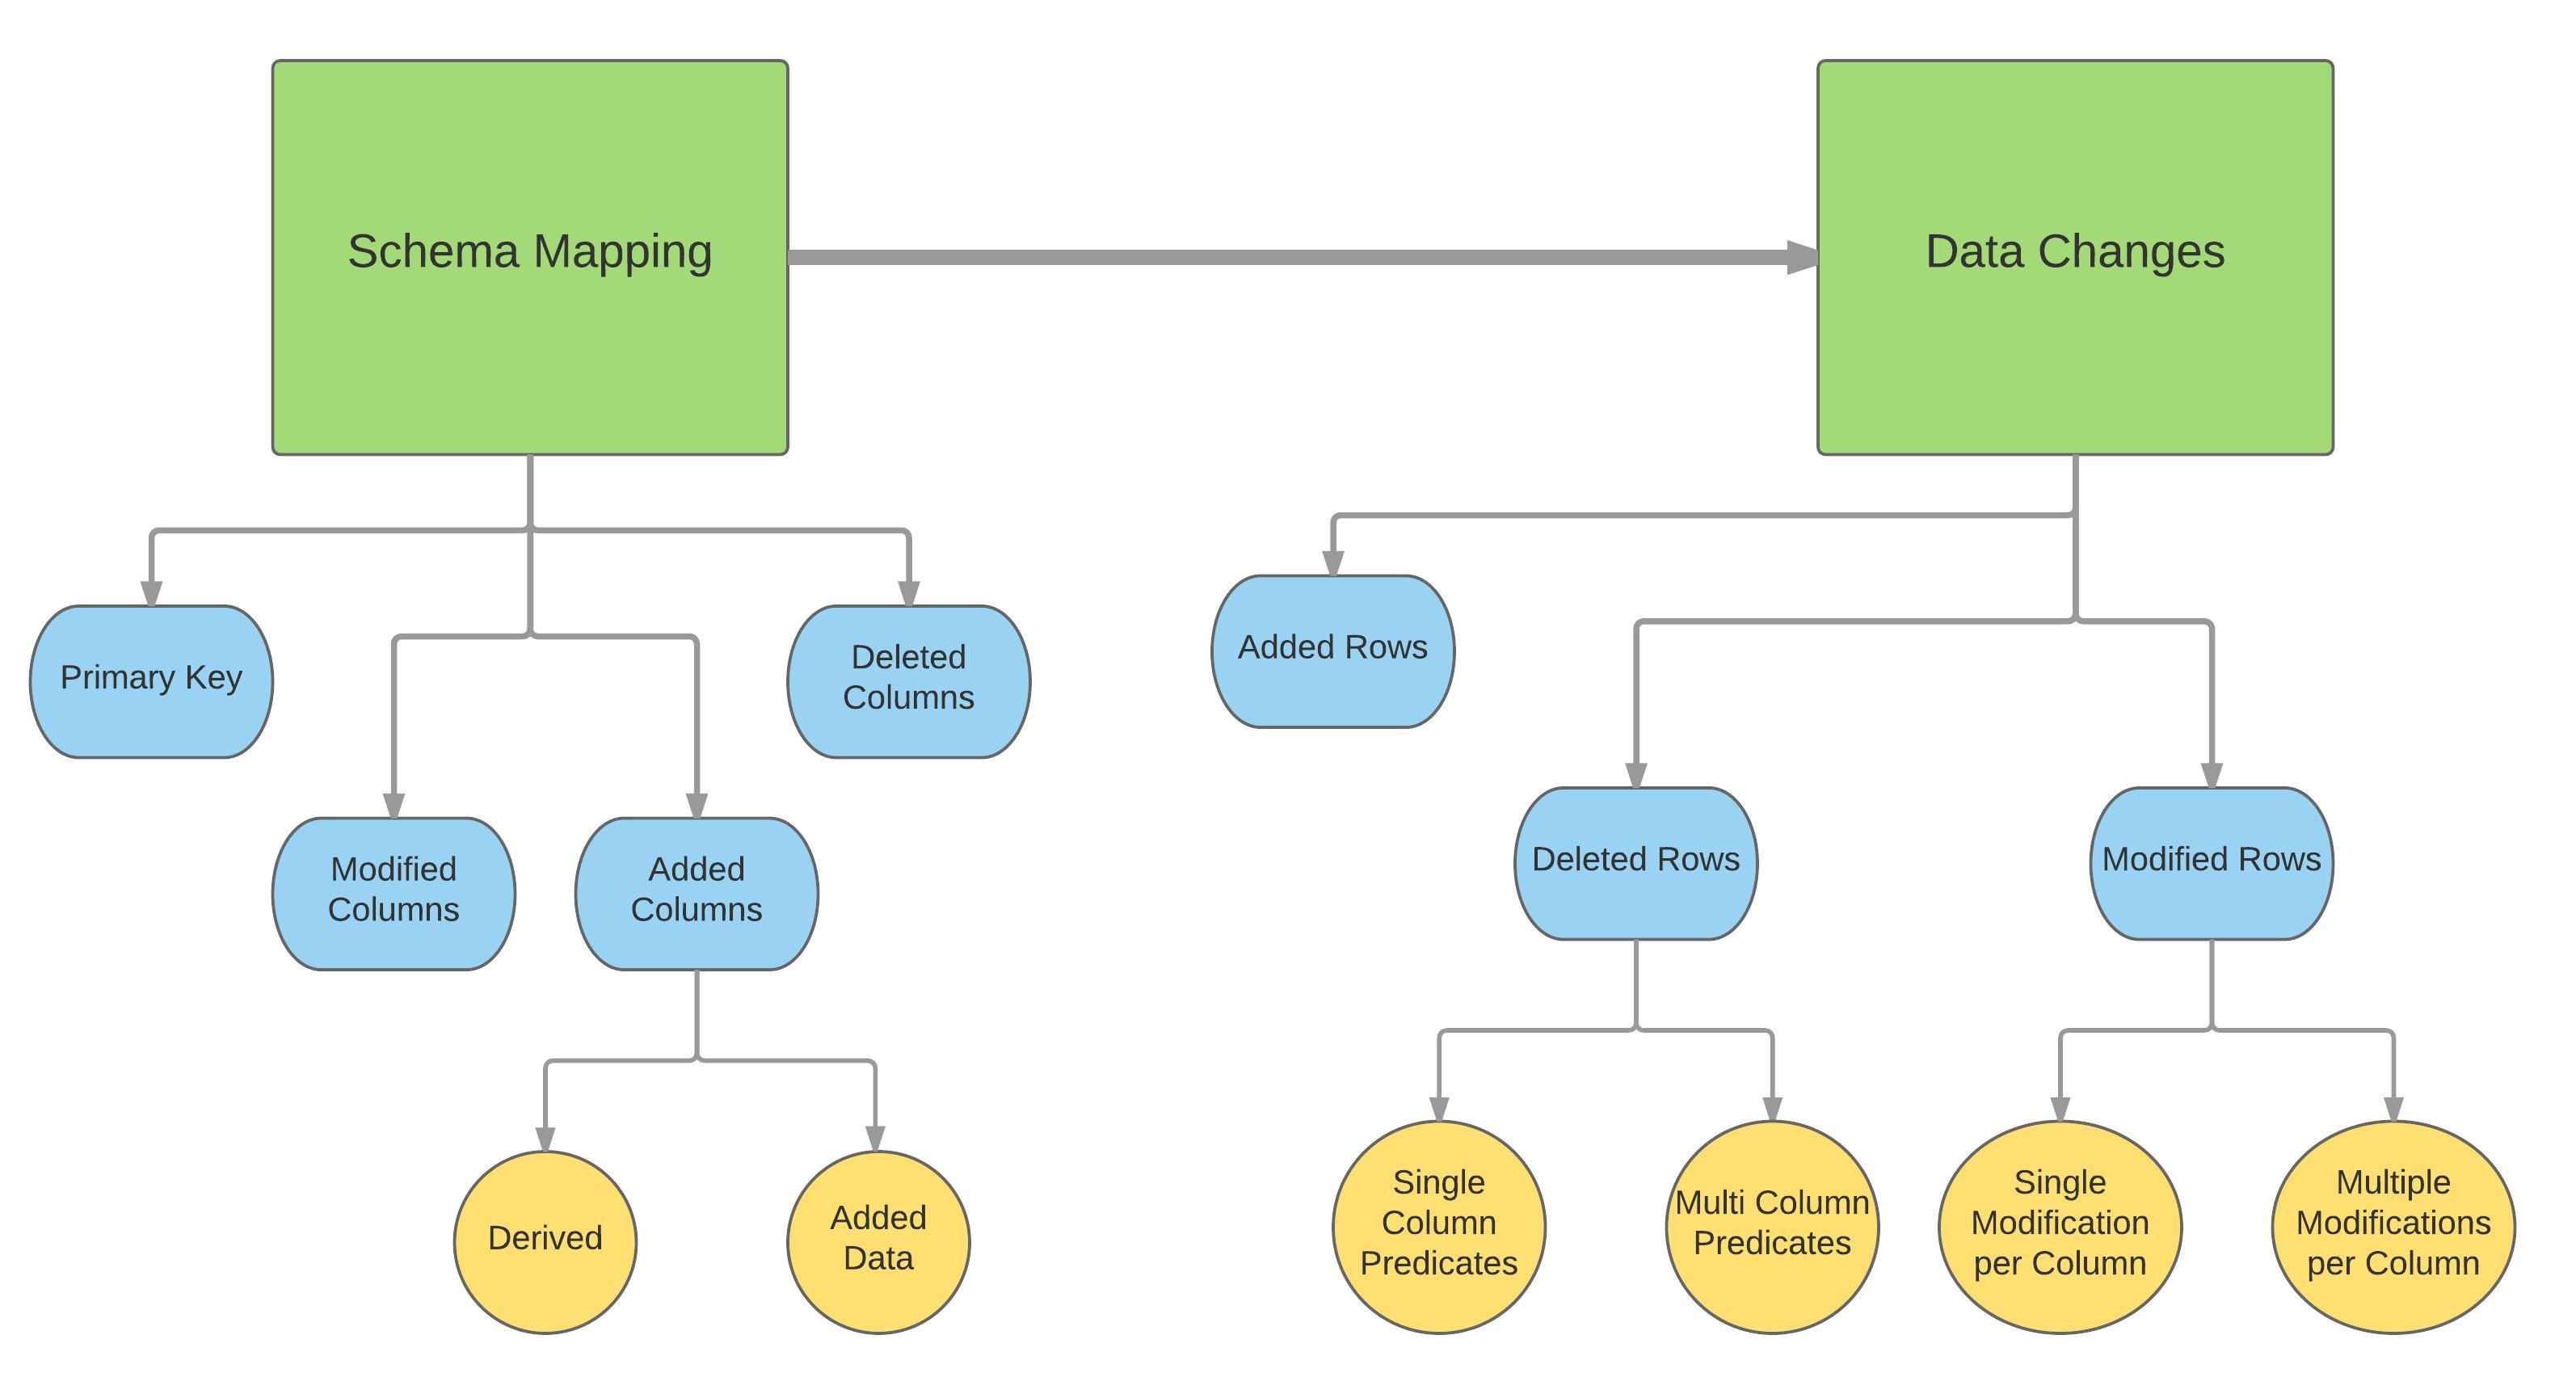 Schema Mapping
Data Changes
Primary Key
Deleted
Columns
Added Rows
Modified
Columns
Added
Columns
Deleted Rows
Modified Rows
Derived
Added
Data
Single
Column
Predicates
Multi Column
Predicates
Single
Modification
per Column
Multiple
Modifications
per Column